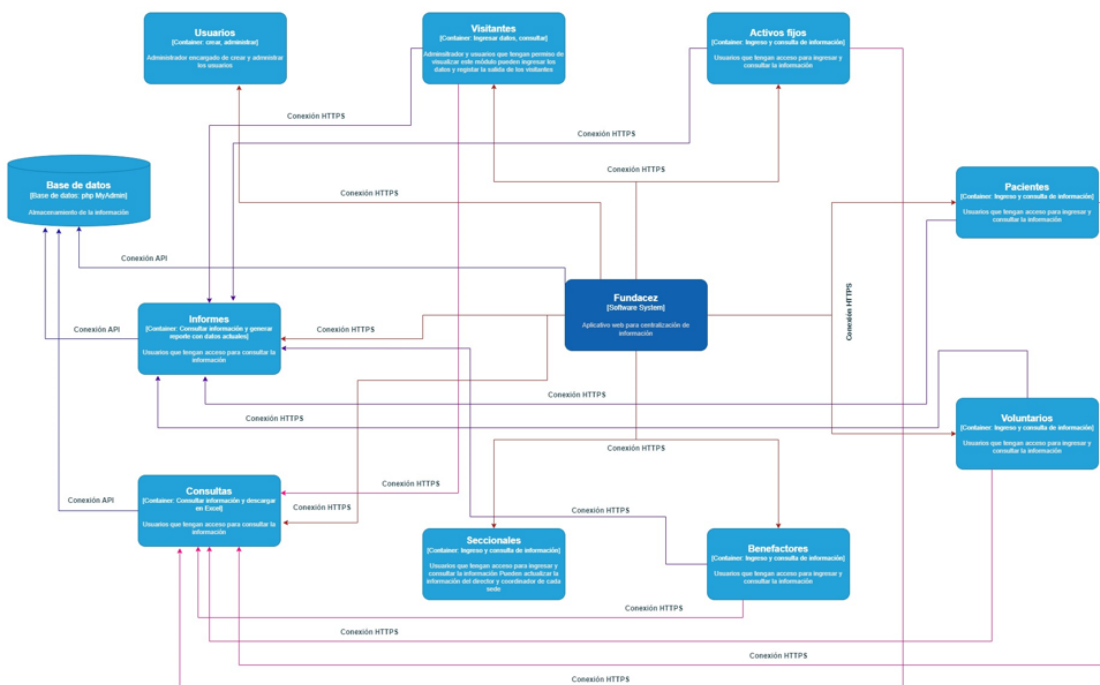 Usuarios
[Container: crear, administrar]
Administrador encargado de crear y administrar
los usuarios
Visitantes
[Container: Ingresar datos, consultar]
Administrador y usuarios que tengan permiso de
visualizar este módulo pueden ingresar los
datos y registar la salida de los visitantes
Activos fijos
[Container: Ingreso y consulta de información]
Usuarios que tengan acceso para ingresar y
consultar la información
Conexión HTTPS
Conexión HTTPS
Base de datos
[Base de datos: php MyAdmin]
Almacenamiento de la información
Conexión HTTPS
Conexión HTTPS
Pacientes
[Container: Ingreso y consulta de información]
Usuarios que tengan acceso para ingresar y
consultar la información
Conexión API
Fundacez
[Software System]
Aplicativo web para centralización de
información
Conexión HTTPS
Informes
[Container: Consultar información y generar
reporte con datos actuales]
Usuarios que tengan acceso para consultar la
información
Conexión API
Conexión HTTPS
Conexión HTTPS
Conexión HTTPS
Voluntarios
[Container: Ingreso y consulta de información]
Usuarios que tengan acceso para ingresar y
consultar la información
Conexión HTTPS
Consultas
[Container: Consultar información y descargar
en Excel]
Usuarios que tengan acceso para consultar la
información
Conexión API
Conexión HTTPS
Conexión HTTPS
Seccionales
[Container: Ingreso y consulta de información]
Usuarios que tengan acceso para ingresar y
consultar la información Pueden actualizar la
información del director y coordinador de cada
sede
Benefactores
[Container: Ingreso y consulta de información]
Usuarios que tengan acceso para ingresar y
consultar la información
Conexión HTTPS
Conexión HTTPS
Conexión HTTPS
Conexión HTTPS